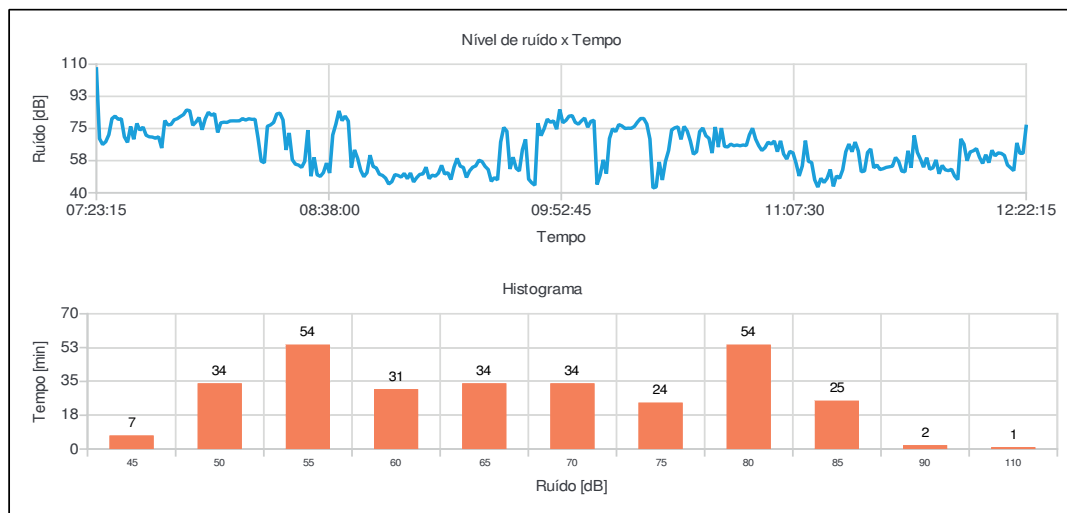 Nível de ruído x Tempo
Ruído [dB]
110
93
75
58
40
07:23:15 08:38:00 09:52:45 11:07:30 12:22:15
Tempo
Histograma
Tempo [min]
70
53
35
18
0
7 34 54 31 34 34 24 54 25 2 1
45 50 55 60 65 70 75 80 85 90 110
Ruído [dB]